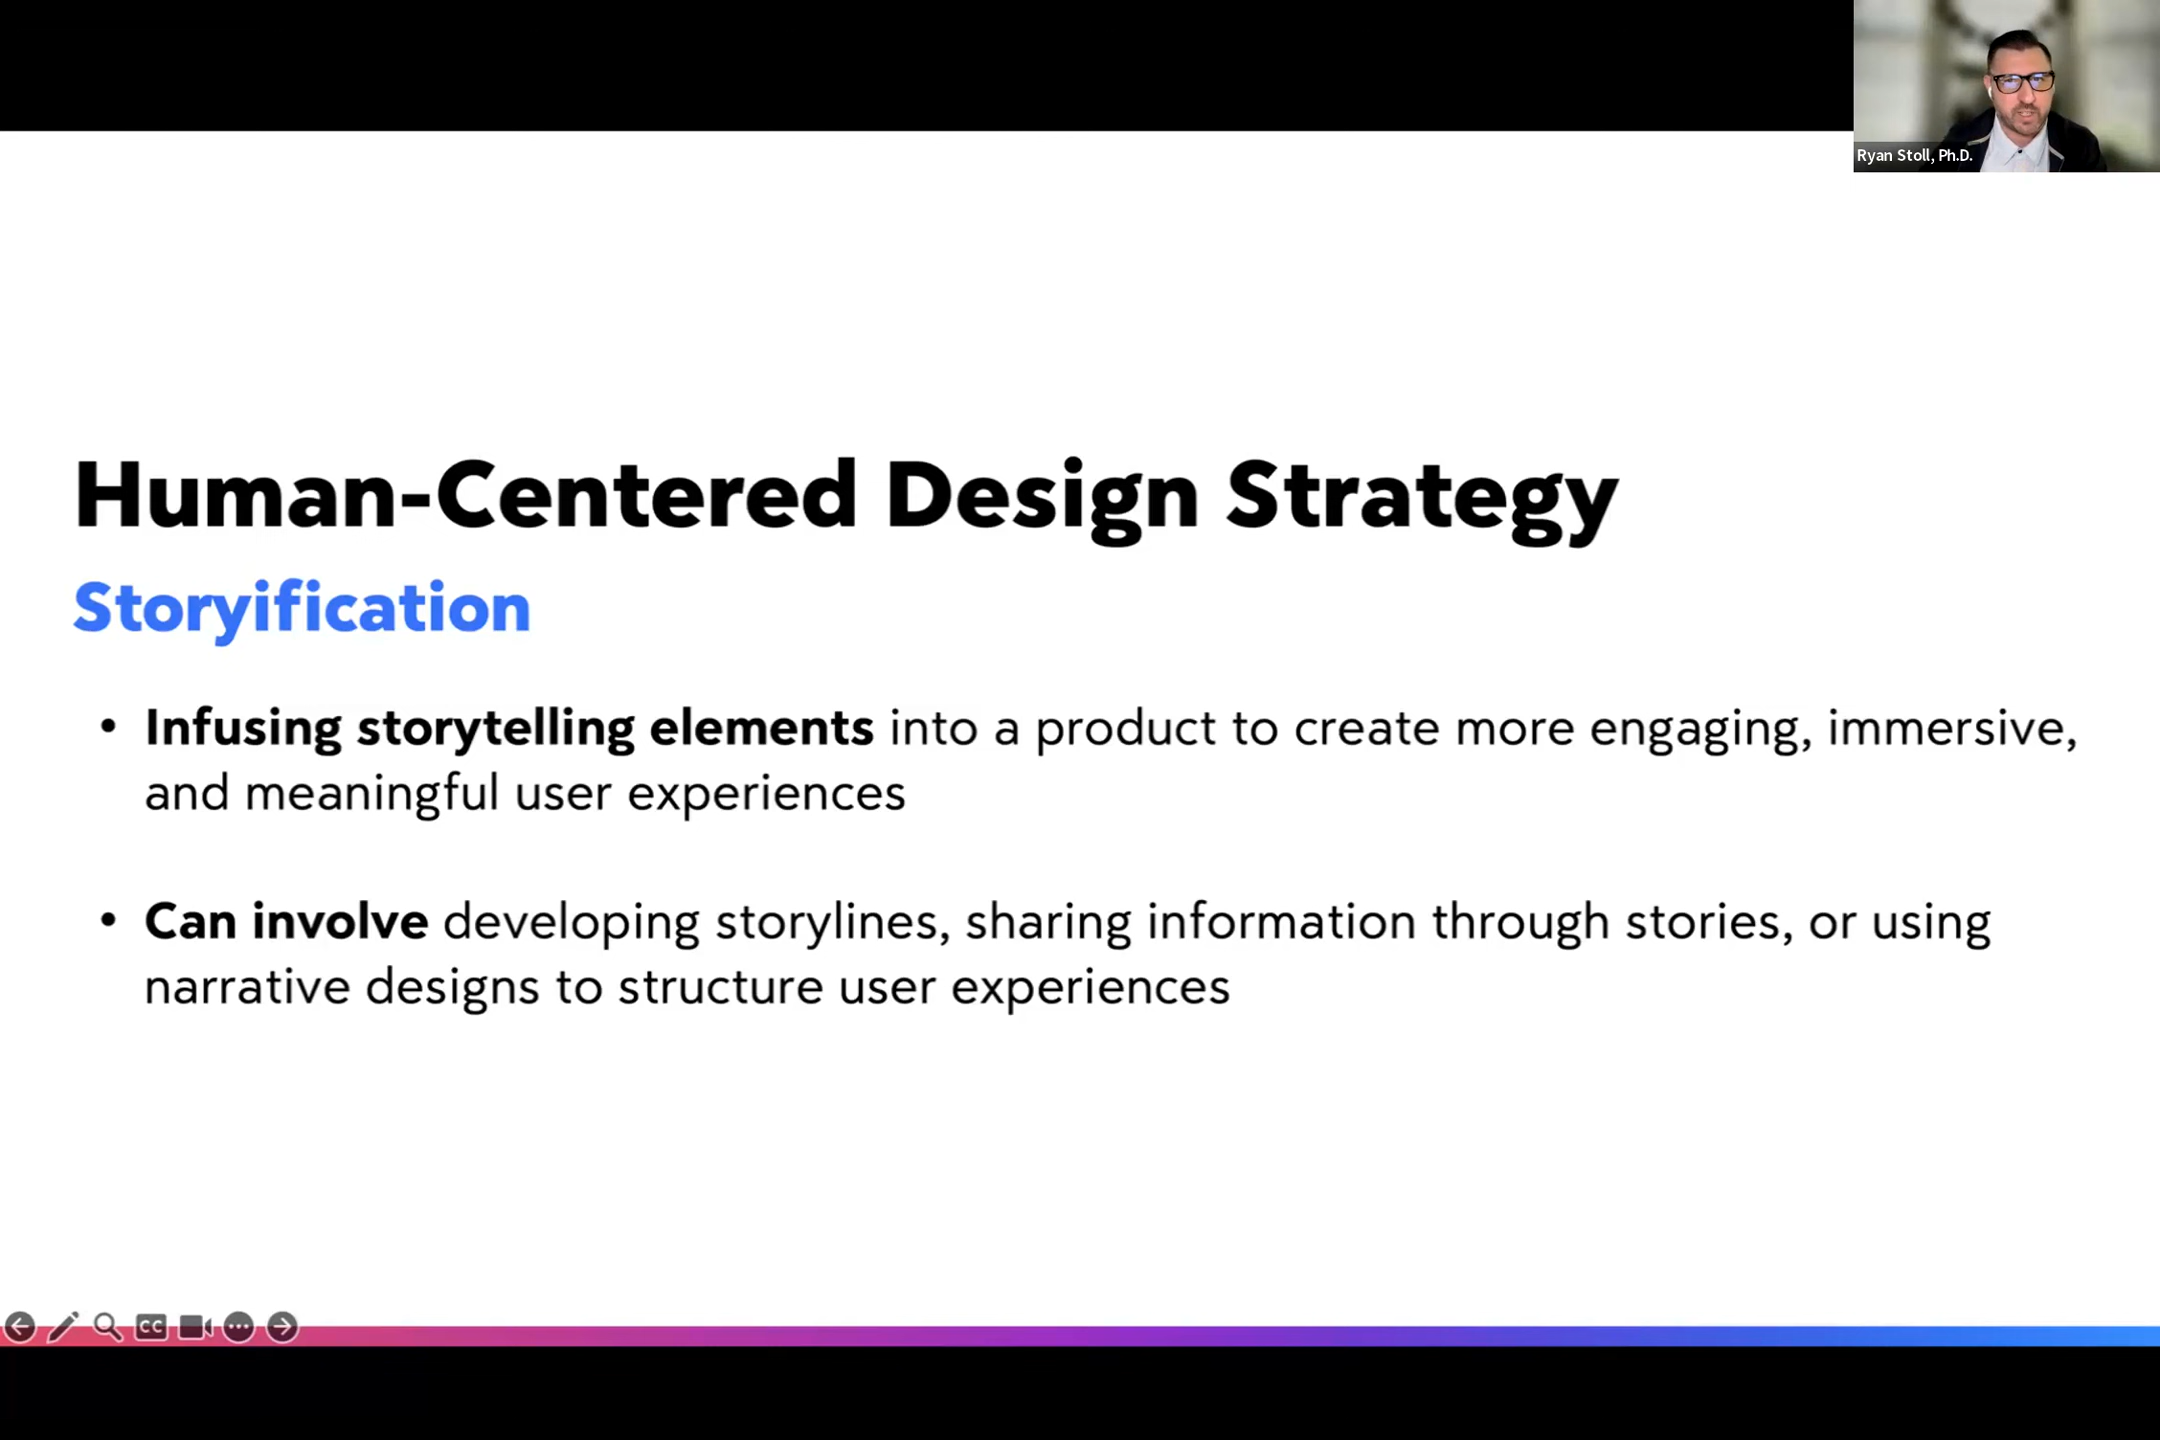 Ryan Stoll, Ph.D.
Human-Centered Design Strategy
Storyification
• Infusing storytelling elements into a product to create more engaging, immersive,
and meaningful user experiences
• Can involve developing storylines, sharing information through stories, or using
narrative designs to structure user experiences
CC